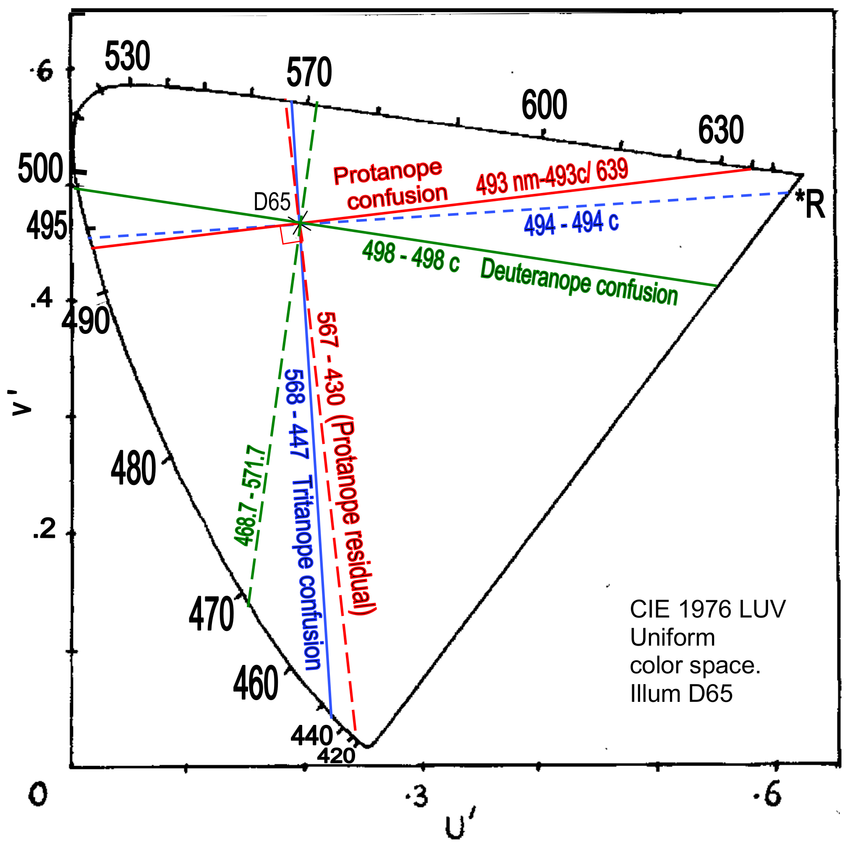 530
.6
570
600
630
500
Protanope
confusion
493 nm-493c/ 639
D65
*R
495
494 - 494 c
498 - 498 c Deuteranope confusion
.4
490
567 - 430 (Protanope residual)
568 - 447 Tritanope confusion
v'
468.7 - 571.7
480
.2
470
CIE 1976 LUV
Uniform
color space.
Illum D65
460
440
420
0
.3
.6
U'